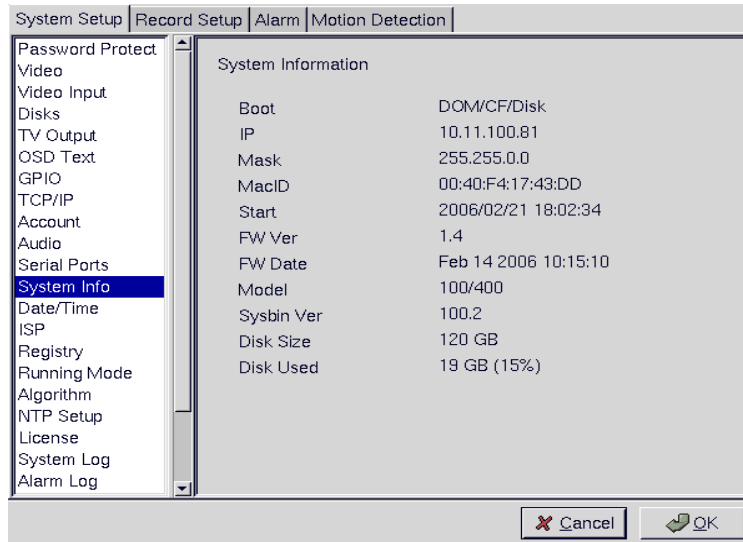 System Setup Record Setup Alarm Motion Detection
Password Protect
Video
Video Input
Disks
TV Output
OSD Text
GPIO
TCP/IP
Account
Audio
Serial Ports
System Info
Date/Time
ISP
Registry
Running Mode
Algorithm
NTP Setup
License
System Log
Alarm Log
System Information
Boot DOM/CF/Disk
IP 10.11.100.81
Mask 255.255.0.0
MacID 00:40:F4:17:43:DD
Start 2006/02/21 18:02:34
FW Ver 1.4
FW Date Feb 14 2006 10:15:10
Model 100/400
Sysbin Ver 100.2
Disk Size 120 GB
Disk Used 19 GB (15%)
Cancel OK